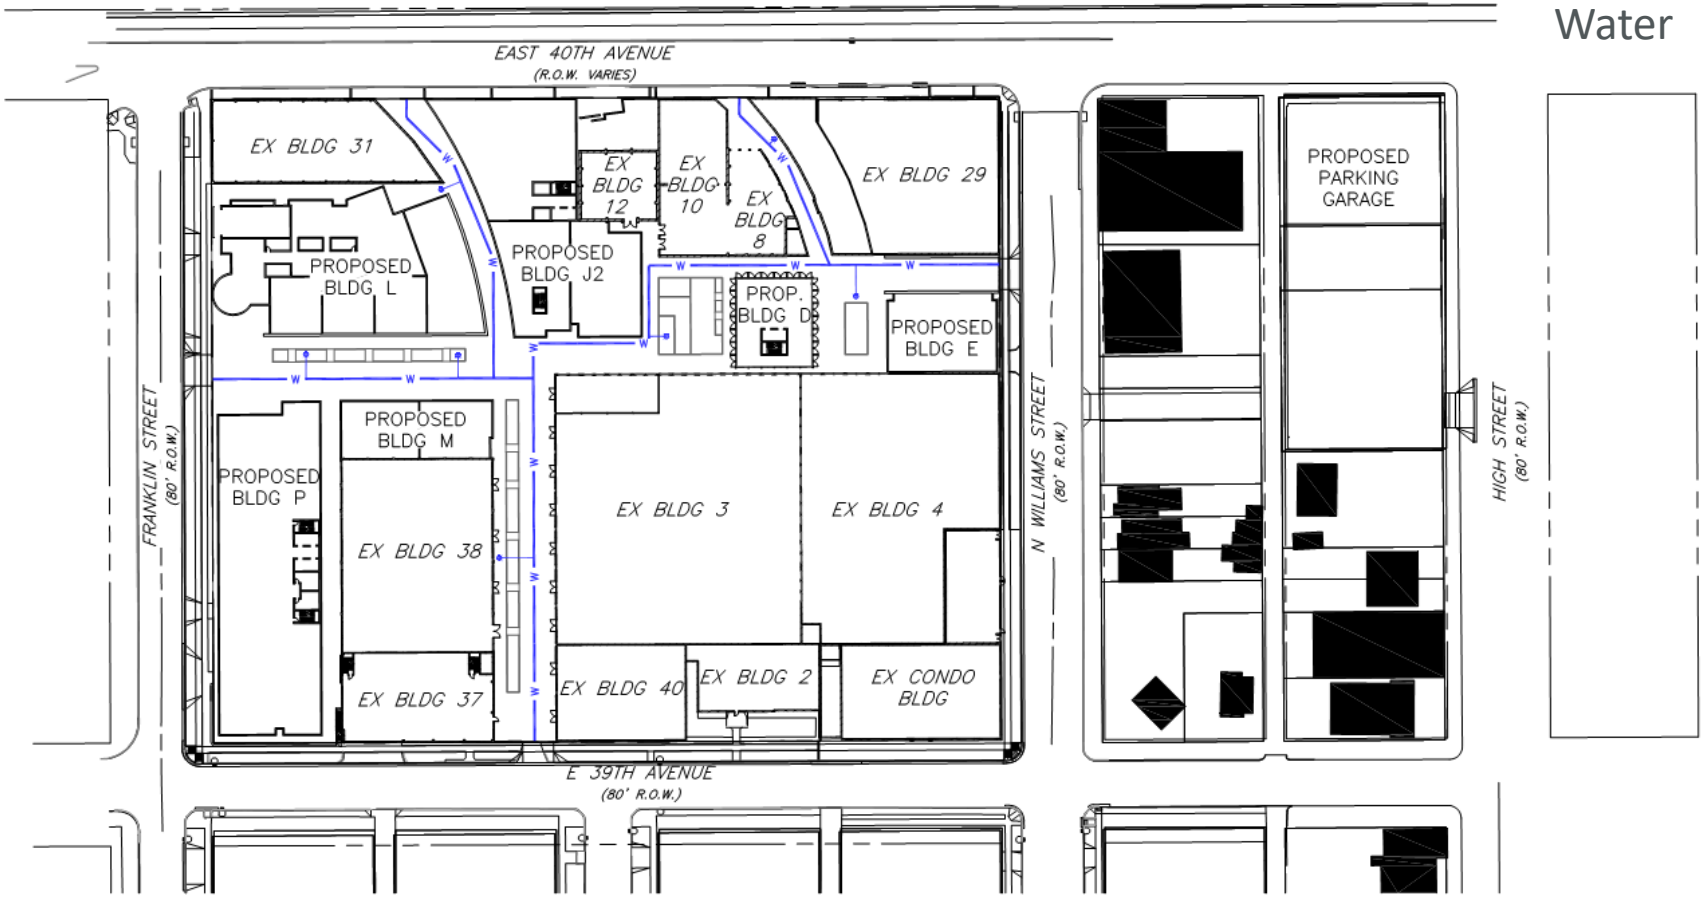 Water
EAST 40TH AVENUE
(R.O.W. VARIES)
EX BLDG 31
W
EX
BLDG
12
EX
BLDG
10
W
EX
BLDG
8
EX BLDG 29
PROPOSED
PARKING
GARAGE
PROPOSED
BLDG L
W
PROPOSED
BLDG J2
W
W
W
PROP.
BLDG D
PROPOSED
BLDG E
W
W
W
W
FRANKLIN STREET
(80' R.O.W.)
PROPOSED
BLDG M
PROPOSED
BLDG P
EX BLDG 38
W
W
EX BLDG 3
EX BLDG 4
N WILLIAMS STREET
(80' R.O.W.)
HIGH STREET
(80' R.O.W.)
EX BLDG 37
W
EX BLDG 40
EX BLDG 2
EX CONDO
BLDG
E 39TH AVENUE
(80' R.O.W.)